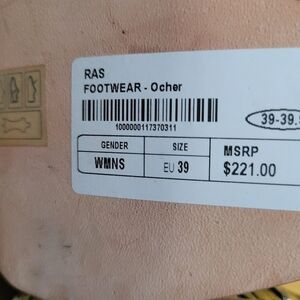 RAS
FOOTWEAR - Ocher
1000000117370311
39-39.5
GENDER SIZE MSRP
WMNS EU 39 $221.00